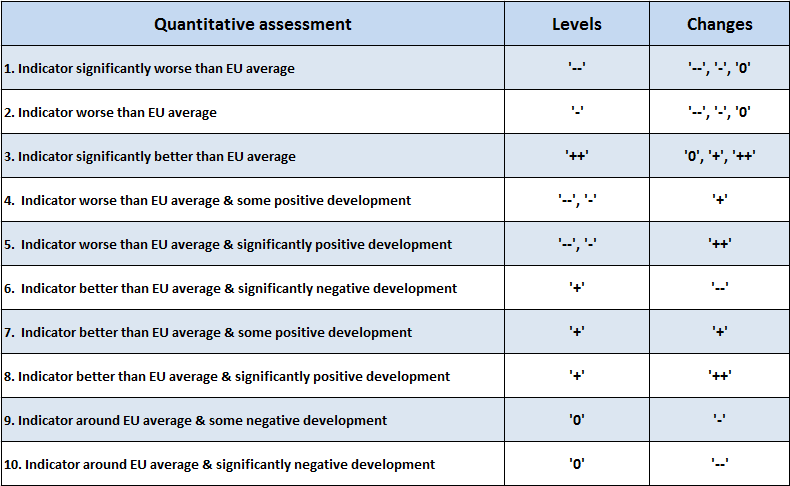 Quantitative assessment Levels Changes
1. Indicator significantly worse than EU average '--' '--', '-', '0'
2. Indicator worse than EU average '-' '--', '-', '0'
3. Indicator significantly better than EU average '++' '0', '+', '++'
4. Indicator worse than EU average & some positive development '--', '-' '+'
5. Indicator worse than EU average & significantly positive development '--', '-' '++'
6. Indicator better than EU average & significantly negative development '+' '--'
7. Indicator better than EU average & some positive development '+' '+'
8. Indicator better than EU average & significantly positive development '+' '++'
9. Indicator around EU average & some negative development '0' '-'
10. Indicator around EU average & significantly negative development '0' '--'